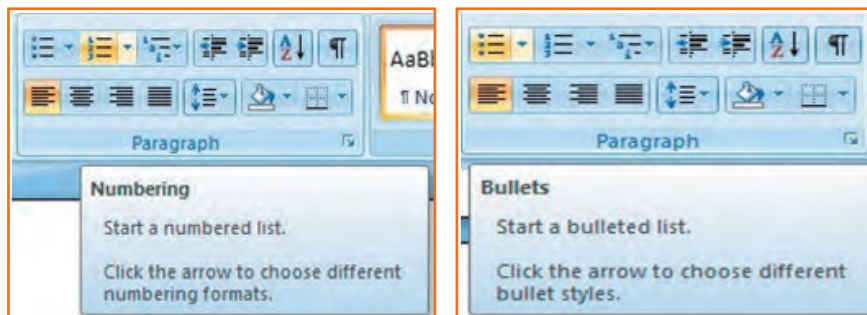 AaBl
¶ No
Paragraph
Numbering
Start a numbered list.
Click the arrow to choose different
numbering formats.
Paragraph
Bullets
Start a bulleted list.
Click the arrow to choose different
bullet styles.